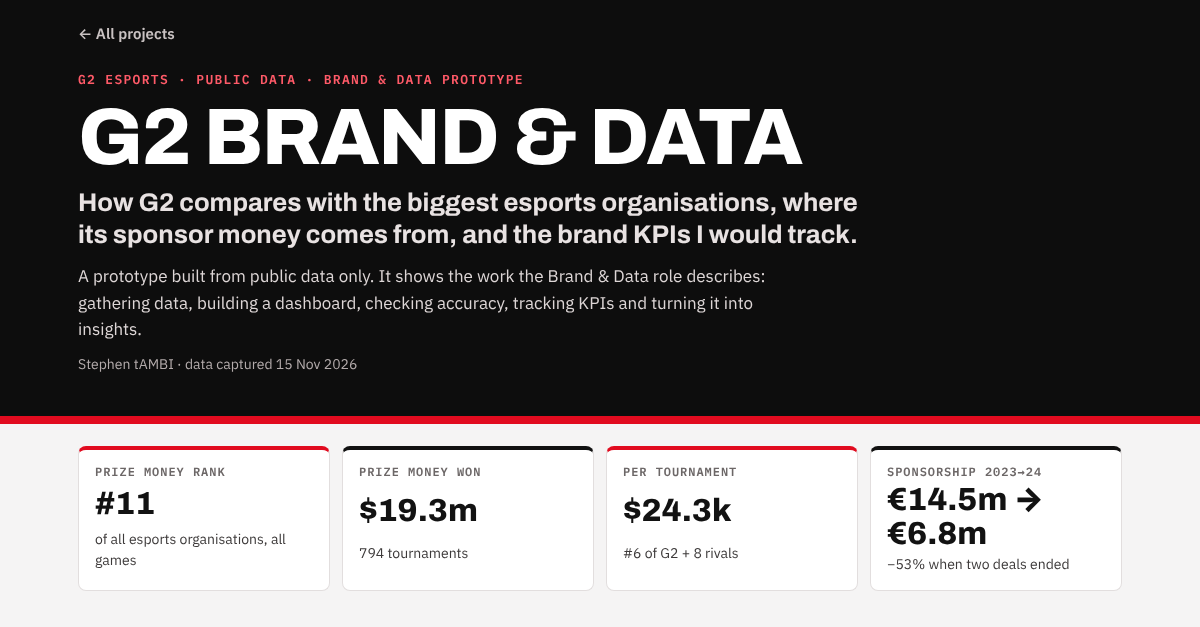 ← All projects
G2 ESPORTS · PUBLIC DATA · BRAND & DATA PROTOTYPE
G2 BRAND & DATA
How G2 compares with the biggest esports organisations, where
its sponsor money comes from, and the brand KPIs I would track.
A prototype built from public data only. It shows the work the Brand & Data role describes:
gathering data, building a dashboard, checking accuracy, tracking KPIs and turning it into
insights.
Stephen tAMBI · data captured 15 Nov 2026
PRIZE MONEY RANK
#11
of all esports organisations, all
games
PRIZE MONEY WON
$19.3m
794 tournaments
PER TOURNAMENT
$24.3k
#6 of G2 + 8 rivals
SPONSORSHIP 2023→24
€14.5m →
€6.8m
−53% when two deals ended